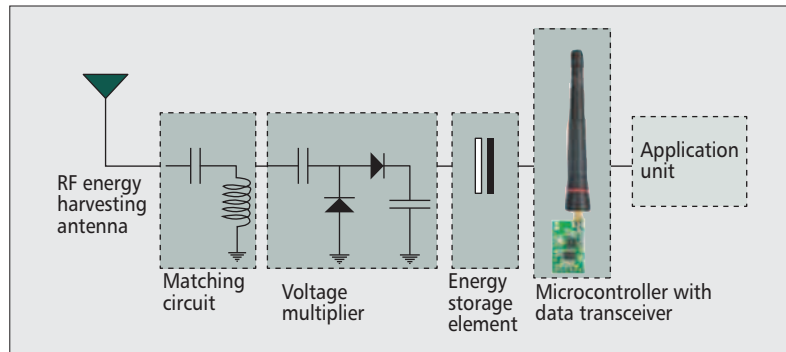 RF energy
harvesting
antenna
Matching
circuit
Voltage
multiplier
Energy
storage
element
Microcontroller with
data transceiver
Application
unit